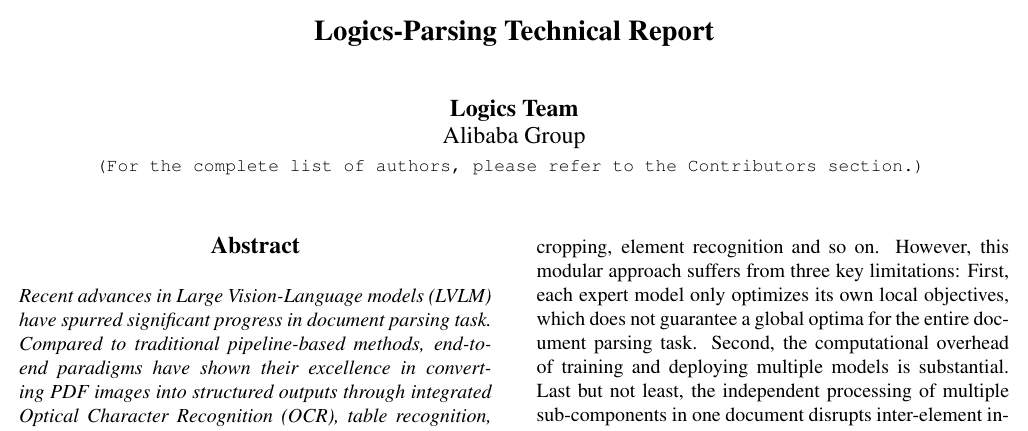 Logics-Parsing Technical Report
Logics Team
Alibaba Group
(For the complete list of authors, please refer to the Contributors section.)
Abstract
Recent advances in Large Vision-Language models (LVLM)
have spurred significant progress in document parsing task.
Compared to traditional pipeline-based methods, end-to-
end paradigms have shown their excellence in convert-
ing PDF images into structured outputs through integrated
Optical Character Recognition (OCR), table recognition,
cropping, element recognition and so on. However, this
modular approach suffers from three key limitations: First,
each expert model only optimizes its own local objectives,
which does not guarantee a global optima for the entire doc-
ument parsing task. Second, the computational overhead
of training and deploying multiple models is substantial.
Last but not least, the independent processing of multiple
sub-components in one document disrupts inter-element in-